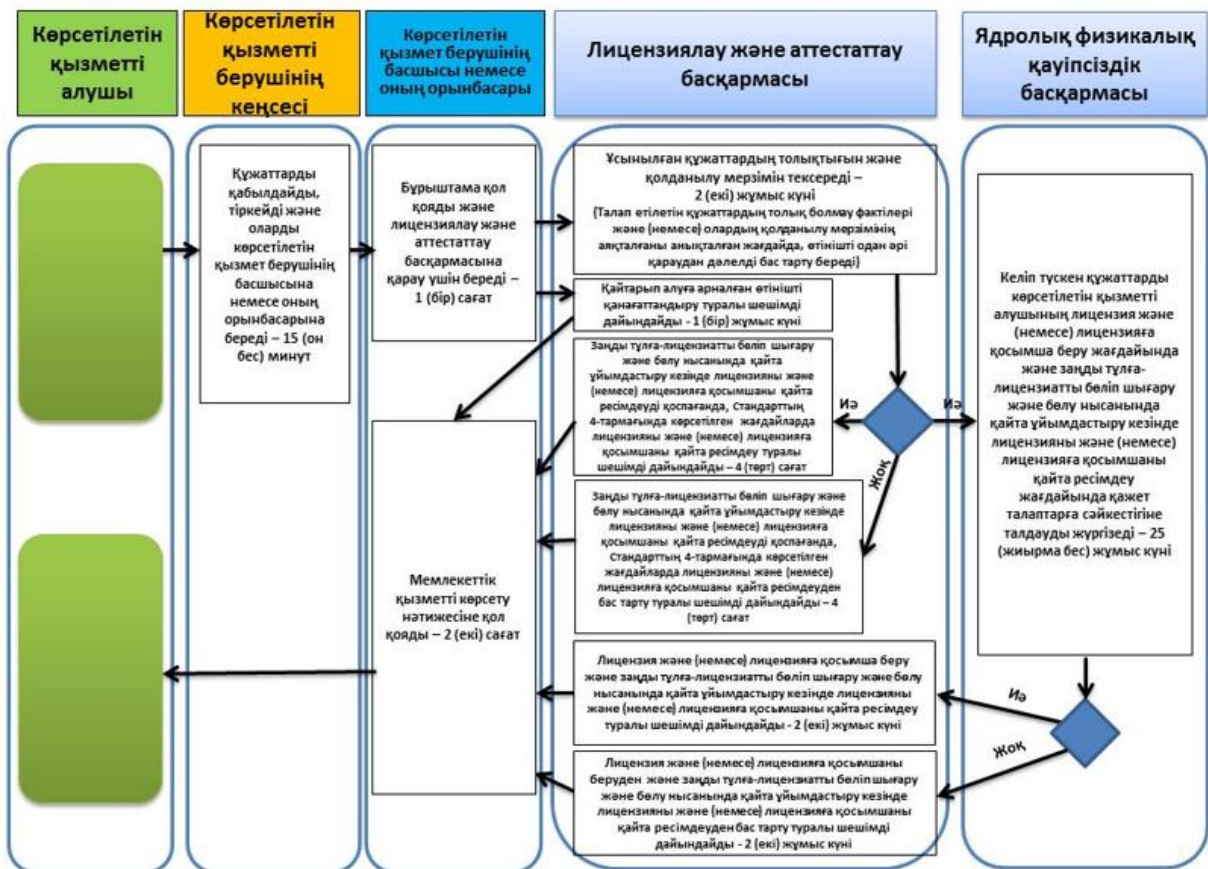 Көрсетілетін
қызметті
алушы
Көрсетілетін
қызметті
берушінің
кеңсесі
Көрсетілетін
қызмет берушінің
басшысы немесе
оның орынбасары
Лицензиялау және аттестаттау
басқармасы
Ядролық физикалық
қауіпсіздік
басқармасы
Құжаттарды
қабылдайды,
тіркейді және
оларды
көрсетілетін
қызмет берушінің
басшысына
немесе оның
орынбасарына
береді – 15 (он
бес) минут
Бұрыштама қол
қояды және
лицензиялау және
аттестаттау
басқармасына
қарау үшін береді –
1 (бір) сағат
Ұсынылған құжаттардың толықтығын және
қолданылу мерзімін тексереді –
2 (екі) жұмыс күні
(Талап етілетін құжаттардың толық болмау фактілері
және (немесе) олардың қолданылу мерзімінің
аяқталғаны анықталған жағдайда, өтінішті одан әрі
қараудан дәлелді бас тарту береді)
Қайтарып алуға арналған өтінішті
қанағаттандыру туралы шешімді
дайындайды - 1 (бір) жұмыс күні
Заңды тұлға-лицензиатты бөліп шығару
және бөлу нысанында қайта
ұйымдастыру кезінде лицензияны және
(немесе) лицензияға қосымшаны қайта
ресімдеуді қоспағанда, Стандарттың
4-тармағында көрсетілген жағдайларда
лицензияны және (немесе) лицензияға
қосымшаны қайта ресімдеу туралы
шешімді дайындайды – 4 (төрт) сағат
Иә
Иә
Жоқ
Келіп түскен құжаттарды
көрсетілетін қызметті
алушының лицензия және
(немесе) лицензияға
қосымша беру жағдайында
және заңды тұлға-
лицензиатты бөліп шығару
және бөлу нысанында
қайта ұйымдастыру кезінде
лицензияны және (немесе)
лицензияға қосымшаны
қайта ресімдеу
жағдайында қажет
талаптарға сәйкестігіне
талдауды жүргізеді – 25
(жиырма бес) жұмыс күні
Заңды тұлға-лицензиатты бөліп шығару және
бөлу нысанында қайта ұйымдастыру кезінде
лицензияны және (немесе) лицензияға
қосымшаны қайта ресімдеуді қоспағанда,
Стандарттың 4-тармағында көрсетілген
жағдайларда лицензияны және (немесе)
лицензияға қосымшаны қайта ресімдеуден
бас тарту туралы шешімді дайындайды – 4
(төрт) сағат
Мемлекеттік
қызметті көрсету
нәтижесіне қол
қояды – 2 (екі) сағат
Лицензия және (немесе) лицензияға қосымша беру
және заңды тұлға-лицензиатты бөліп шығару және бөлу
нысанында қайта ұйымдастыру кезінде лицензияны
және (немесе) лицензияға қосымшаны қайта ресімдеу
туралы шешімді дайындайды - 2 (екі) жұмыс күні
Иә
Жоқ
Лицензия және (немесе) лицензияға қосымшаны
беруден және заңды тұлға-лицензиатты бөліп шығару
және бөлу нысанында қайта ұйымдастыру кезінде
лицензияны және (немесе) лицензияға қосымшаны
қайта ресімдеуден бас тарту туралы шешімді
дайындайды - 2 (екі) жұмыс күні